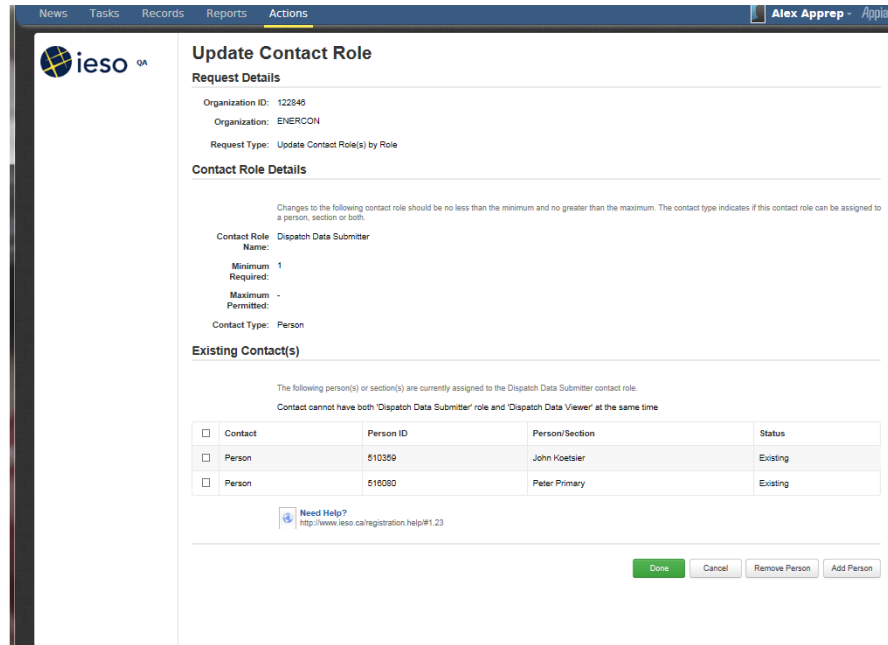 News Tasks Records Reports Actions Alex Apprep
ieso QA
Update Contact Role
Request Details
Organization ID: 122846
Organization: ENERCON
Request Type: Update Contact Role(s) by Role
Contact Role Details
Changes to the following contact role should be no less than the minimum and no greater than the maximum. The contact type indicates if this contact role can be assigned to
a person, section or both.
Contact Role Dispatch Data Submitter
Name:
Minimum 1
Required:
Maximum -
Permitted:
Contact Type: Person
Existing Contact(s)
The following person(s) or section(s) are currently assigned to the Dispatch Data Submitter contact role.
Contact cannot have both 'Dispatch Data Submitter' role and 'Dispatch Data Viewer' at the same time
Contact Person ID Person/Section Status
Person 510359 John Koetsier Existing
Person 516080 Peter Primary Existing
Need Help?
http://www.ieso.ca/registration.help/#1.23
Done Cancel Remove Person Add Person